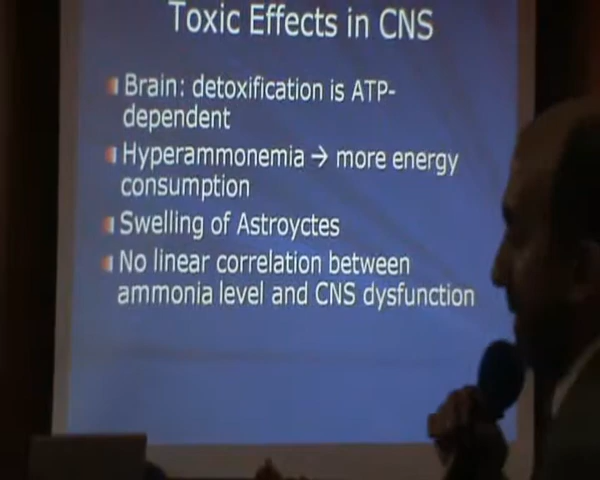 Toxic Effects in CNS
Brain: detoxification is ATP-
dependent
Hyperammonemia → more energy
consumption
Swelling of Astroyctes
No linear correlation between
ammonia level and CNS dysfunction